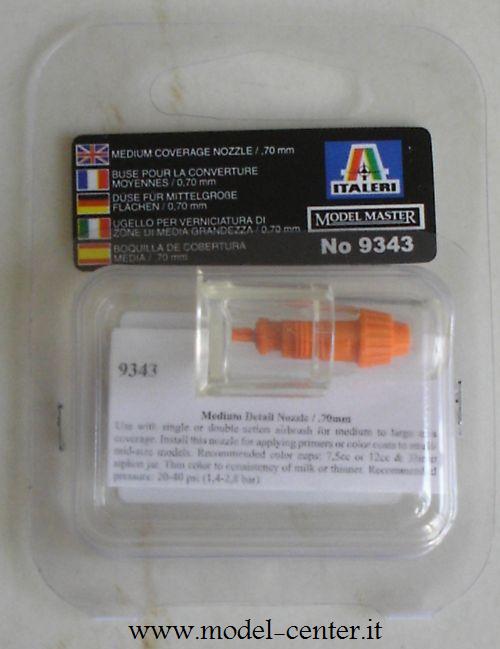 MEDIUM COVERAGE NOZZLE / ,70 mm
BUSE POUR LA CONVERTURE
MOYENNES / 0,70 mm
DUSE FÜR MITTELGROßE
FLÄCHEN / 0,70 mm
UGELLO PER VERNICIATURA DI
ZONE DI MEDIA GRANDEZZA / 0,70 mm
BOQUILLA DE COBERTURA
MEDIA / ,70 mm
ITALERI
MODEL MASTER
No 9343
9343
Medium Detail Nozzle / .70mm
Use with single or double action airbrush for medium to large area
coverage. Install this nozzle for applying primers or color coats to small
mid-size models. Recommended color cups: 7,5cc or 12cc &
siphon jar. Thin color to consistency of milk or thinner. Recommended
pressure: 20-40 psi (1,4-2,8 bar)
www.model-center.it